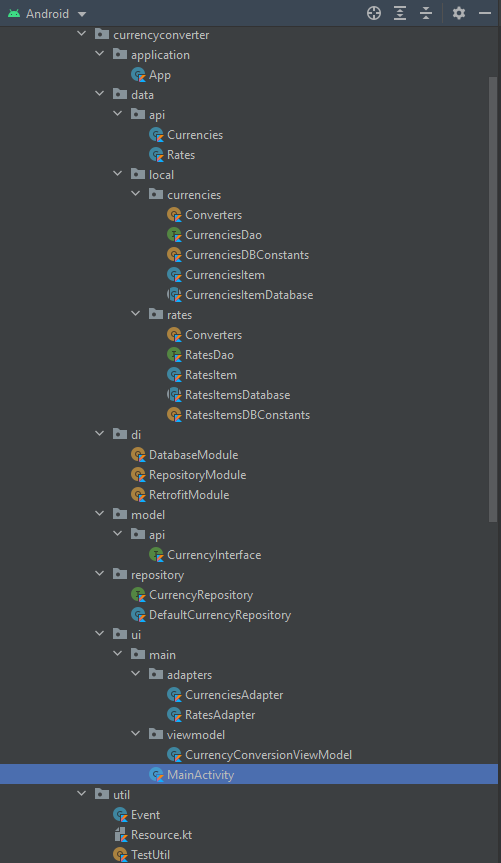 Android
currencyconverter
application
App
data
api
Currencies
Rates
local
currencies
Converters
CurrenciesDao
CurrenciesDBConstants
CurrenciesItem
CurrenciesItemDatabase
rates
Converters
RatesDao
RatesItem
RatesItemsDatabase
RatesItemsDBConstants
di
DatabaseModule
RepositoryModule
RetrofitModule
model
api
CurrencyInterface
repository
CurrencyRepository
DefaultCurrencyRepository
ui
main
adapters
CurrenciesAdapter
RatesAdapter
viewmodel
CurrencyConversionViewModel
MainActivity
util
Event
Resource.kt
TestUtil